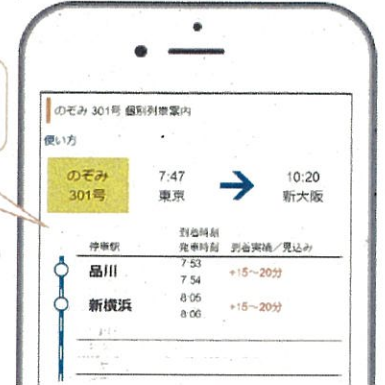 のぞみ 301号 個別列車案内
使い方
のぞみ 301号
7:47 東京
10:20 新大阪
到着時刻
停車駅 発車時刻 到着実績／見込み
品川 7:53 7:54 +15～20分
新横浜 8:05 8:06 +15～20分